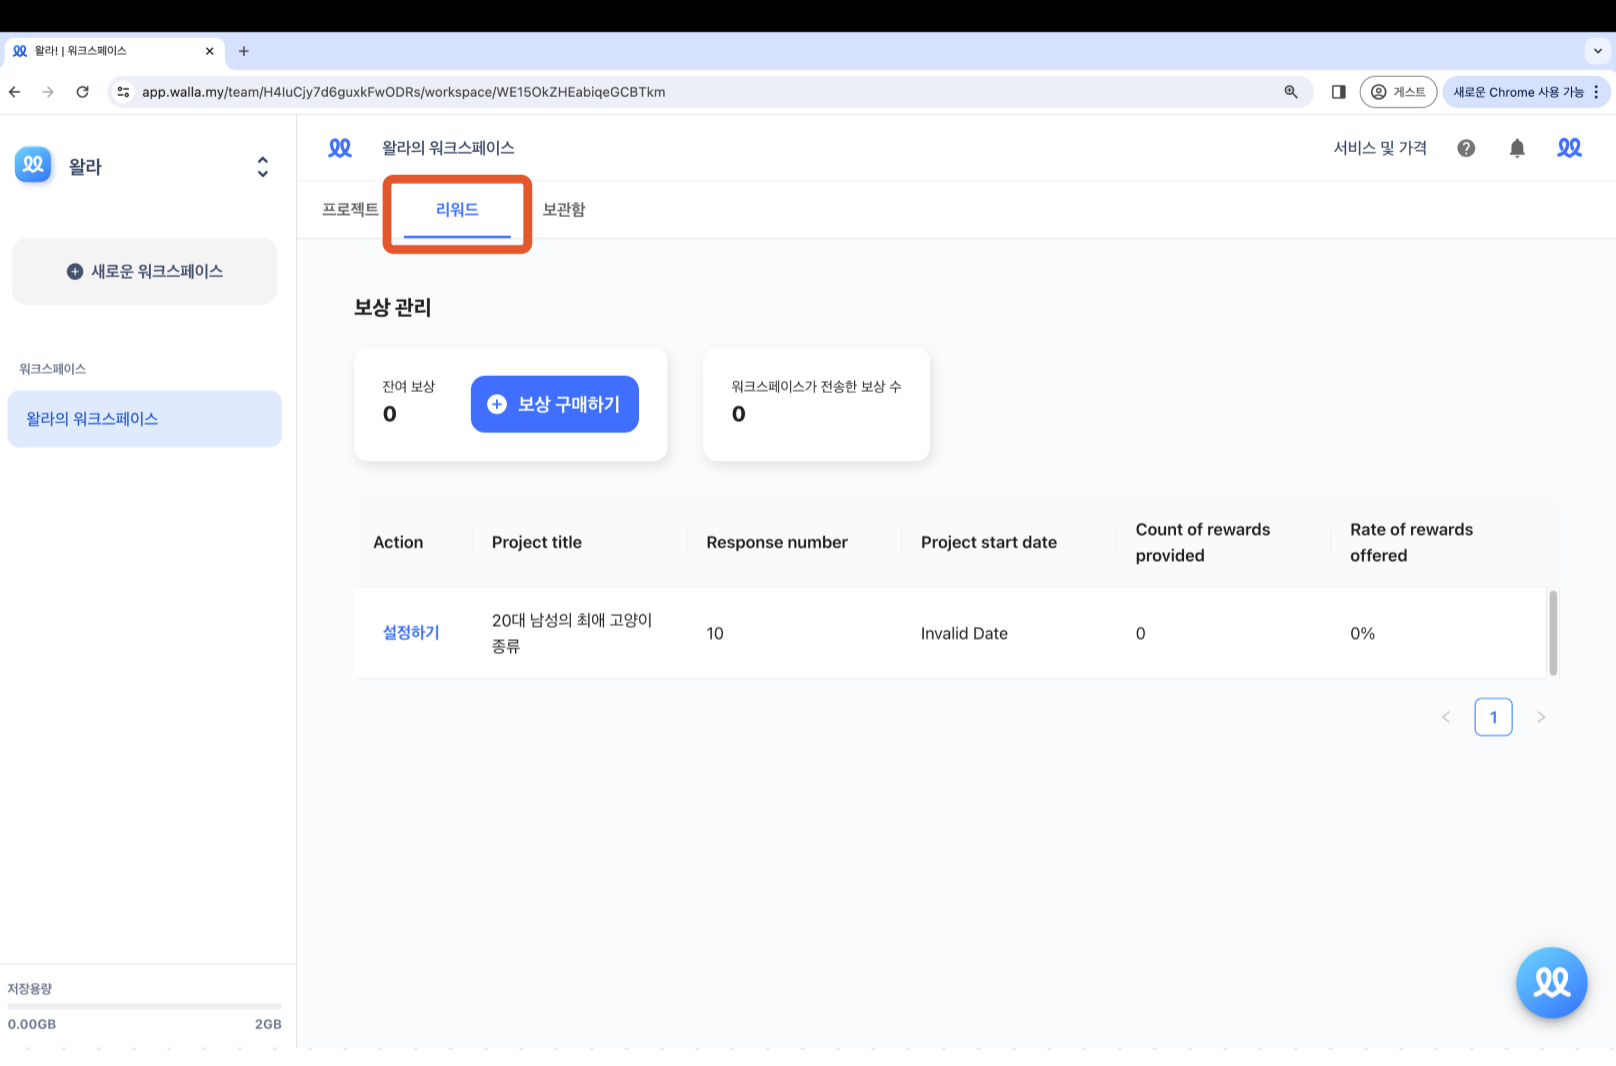 왈라! | 워크스페이스
app.walla.my/team/H4IuCjy7d6guxkFwODRs/workspace/WE15OkZHEabiqeGCBTkm
게스트
새로운 Chrome 사용 가능
왈라
왈라의 워크스페이스
서비스 및 가격
프로젝트
리워드
보관함
새로운 워크스페이스
워크스페이스
왈라의 워크스페이스
보상 관리
잔여 보상
0
보상 구매하기
워크스페이스가 전송한 보상 수
0
Action
Project title
Response number
Project start date
Count of rewards
provided
Rate of rewards
offered
설정하기
20대 남성의 최애 고양이
종류
10
Invalid Date
0
0%
1
저장용량
0.00GB
2GB